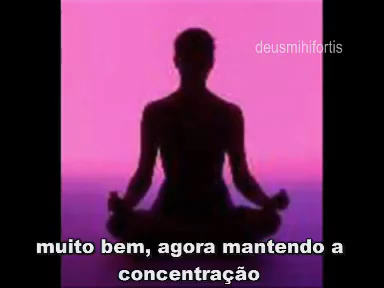 deusmihifortis
muito bem, agora mantendo a
concentração